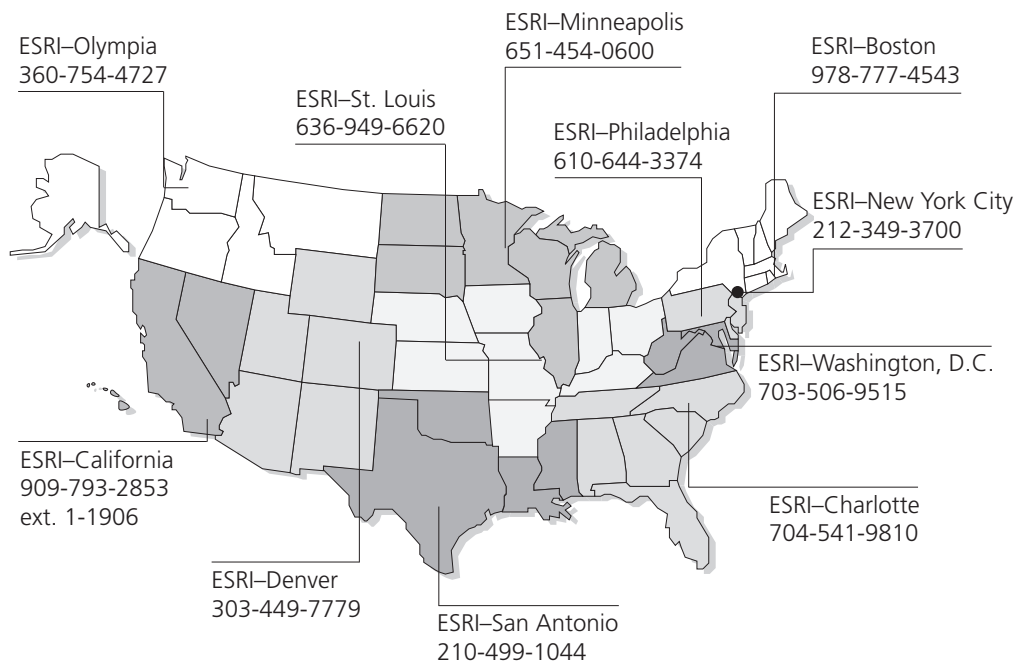 ESRI–Minneapolis
651-454-0600
ESRI–Olympia
360-754-4727
ESRI–Boston
978-777-4543
ESRI–St. Louis
636-949-6620
ESRI–Philadelphia
610-644-3374
ESRI–New York City
212-349-3700
ESRI–Washington, D.C.
703-506-9515
ESRI–California
909-793-2853
ext. 1-1906
ESRI–Charlotte
704-541-9810
ESRI–Denver
303-449-7779
ESRI–San Antonio
210-499-1044